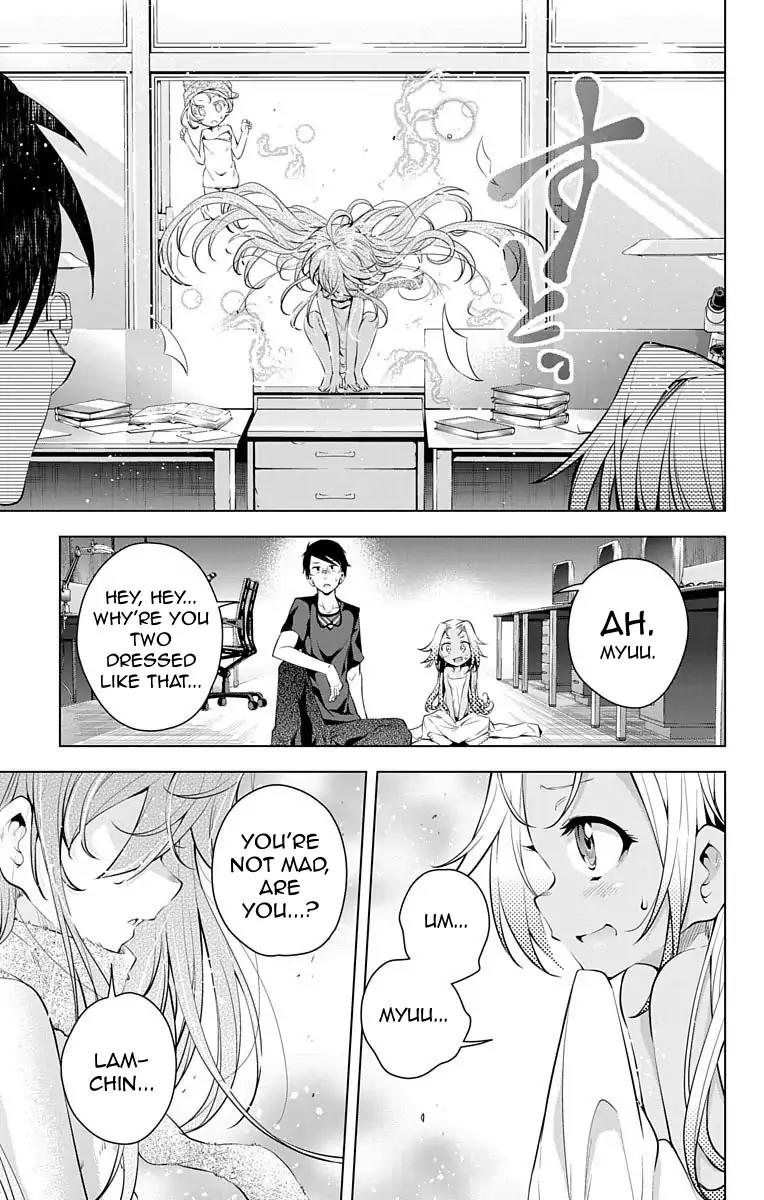 すとっ
AH.
MYUU.
HEY, HEY...
WHY'RE YOU
TWO
DRESSED
LIKE THAT...
UM...
MYUU...
YOU'RE
NOT MAD,
ARE
YOU...?
LAM-
CHIN...